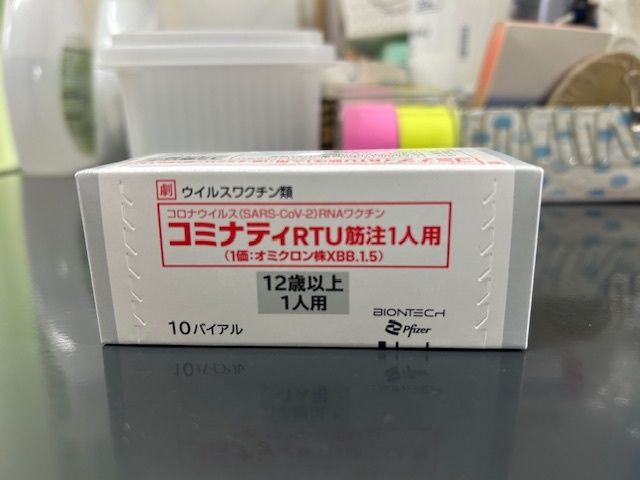 劇 ウイルスワクチン類
コロナウイルス(SARS-CoV-2)RNAワクチン
コミナティRTU筋注1人用
(1価:オミクロン株XBB.1.5)
12歳以上
1人用
10バイアル
BIONTECH
Pfizer